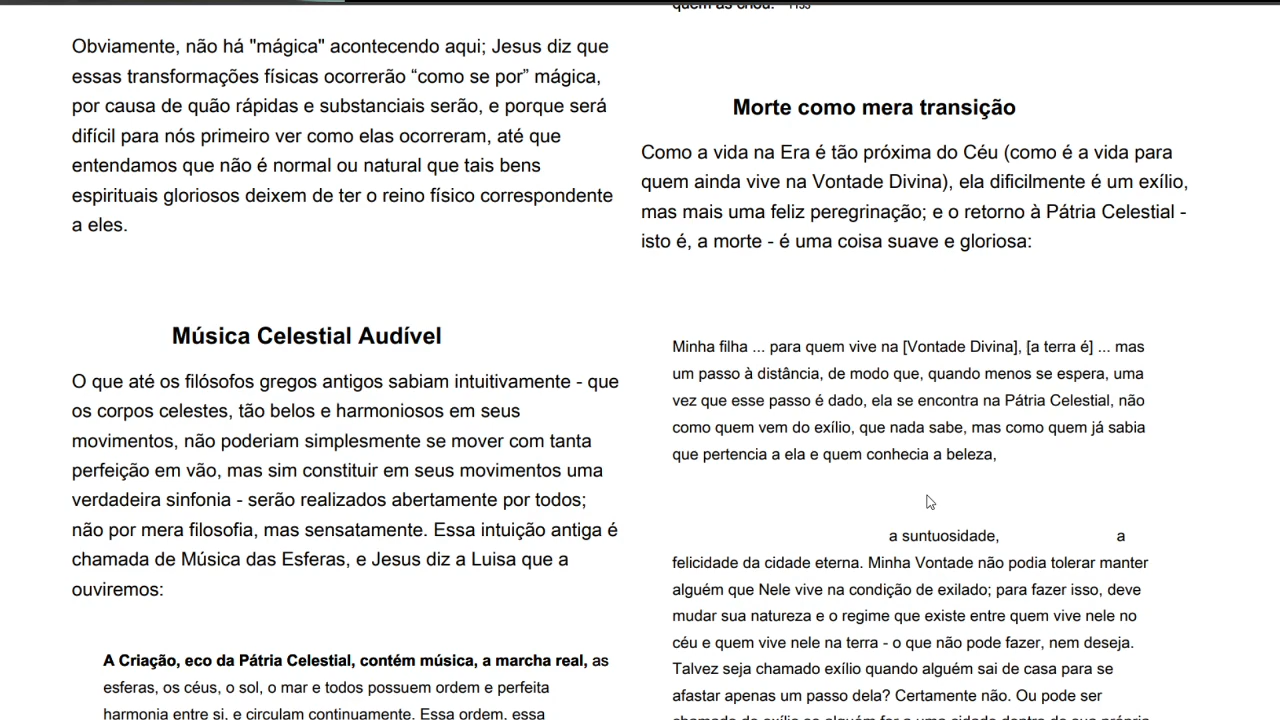 Obviamente, não há "mágica" acontecendo aqui; Jesus diz que
essas transformações físicas ocorrerão “como se por” mágica,
por causa de quão rápidas e substanciais serão, e porque será
difícil para nós primeiro ver como elas ocorreram, até que
entendamos que não é normal ou natural que tais bens
espirituais gloriosos deixem de ter o reino físico correspondente
a eles.
Música Celestial Audível
O que até os filósofos gregos antigos sabiam intuitivamente - que
os corpos celestes, tão belos e harmoniosos em seus
movimentos, não poderiam simplesmente se mover com tanta
perfeição em vão, mas sim constituir em seus movimentos uma
verdadeira sinfonia - serão realizados abertamente por todos;
não por mera filosofia, mas sensatamente. Essa intuição antiga é
chamada de Música das Esferas, e Jesus diz a Luisa que a
ouviremos:
A Criação, eco da Pátria Celestial, contém música, a marcha real, as
esferas, os céus, o sol, o mar e todos possuem ordem e perfeita
harmonia entre si, e circulam continuamente. Essa ordem, essa
quem as criou.
Morte como mera transição
Como a vida na Era é tão próxima do Céu (como é a vida para
quem ainda vive na Vontade Divina), ela dificilmente é um exílio,
mas mais uma feliz peregrinação; e o retorno à Pátria Celestial -
isto é, a morte - é uma coisa suave e gloriosa:
Minha filha ... para quem vive na [Vontade Divina], [a terra é] ... mas
um passo à distância, de modo que, quando menos se espera, uma
vez que esse passo é dado, ela se encontra na Pátria Celestial, não
como quem vem do exílio, que nada sabe, mas como quem já sabia
que pertencia a ela e quem conhecia a beleza,
a suntuosidade, a
felicidade da cidade eterna. Minha Vontade não podia tolerar manter
alguém que Nele vive na condição de exilado; para fazer isso, deve
mudar sua natureza e o regime que existe entre quem vive nele no
céu e quem vive nele na terra - o que não pode fazer, nem deseja.
Talvez seja chamado exílio quando alguém sai de casa para se
afastar apenas um passo dela? Certamente não. Ou pode ser